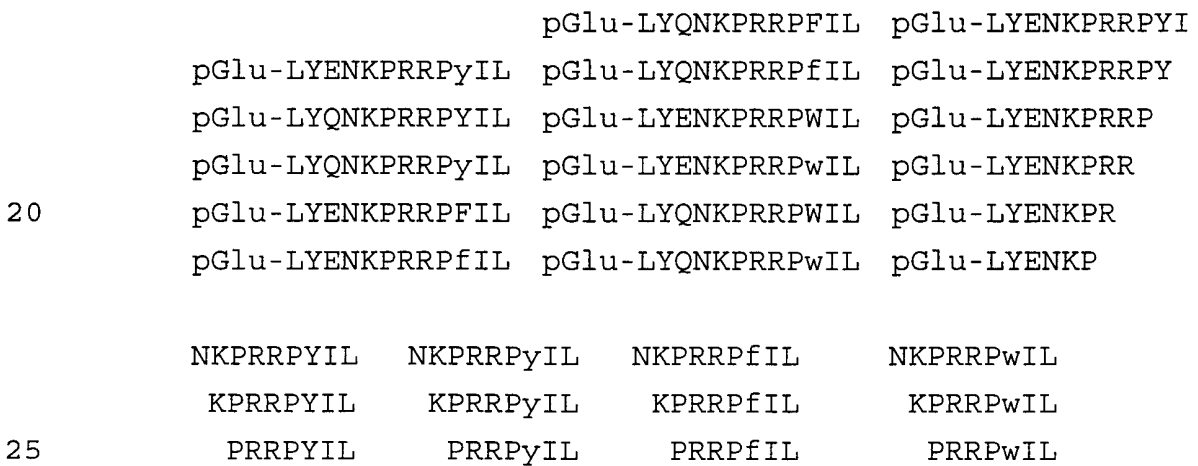 pGlu-LYQNKPRRPFIL pGlu-LYENKPRRPYI
pGlu-LYENKPRRPyIL pGlu-LYQNKPRRPfIL pGlu-LYENKPRRPY
pGlu-LYQNKPRRPYIL pGlu-LYENKPRRPWIL pGlu-LYENKPRRP
pGlu-LYQNKPRRPyIL pGlu-LYENKPRRPwIL pGlu-LYENKPRR
20 pGlu-LYENKPRRPFIL pGlu-LYQNKPRRPWIL pGlu-LYENKPR
pGlu-LYENKPRRPfIL pGlu-LYQNKPRRPwIL pGlu-LYENKP
NKPRRPYIL NKPRRPyIL NKPRRPfIL NKPRRPwIL
KPRRPYIL KPRRPyIL KPRRPfIL KPRRPwIL
25 PRRPYIL PRRPyIL PRRPfIL PRRPwIL